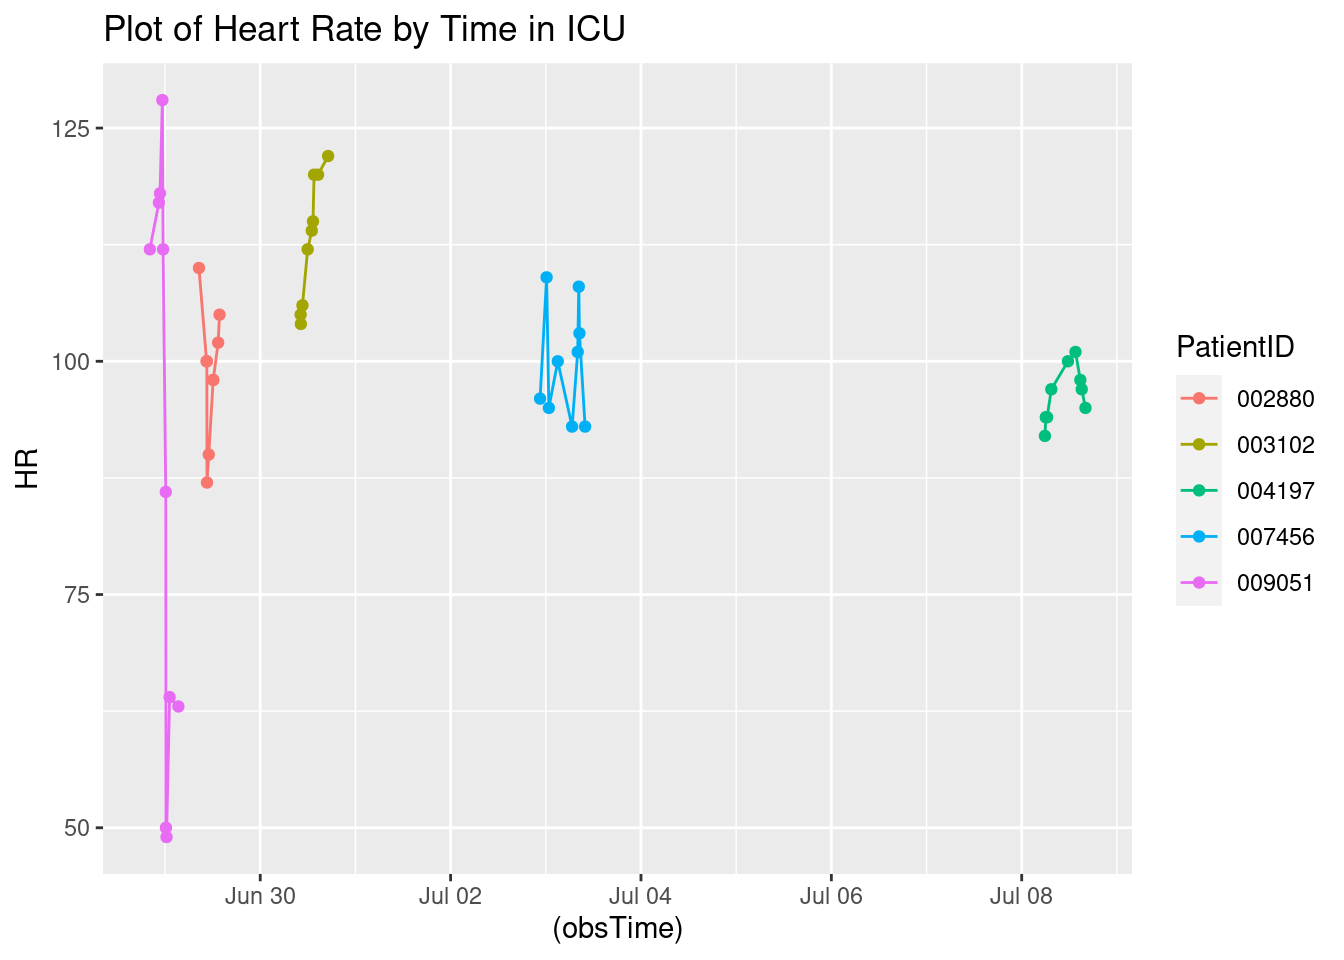 Plot of Heart Rate by Time in ICU
125
100
75
50
HR
Jun 30
Jul 02
Jul 04
Jul 06
Jul 08
(obsTime)
PatientID
002880
003102
004197
007456
009051